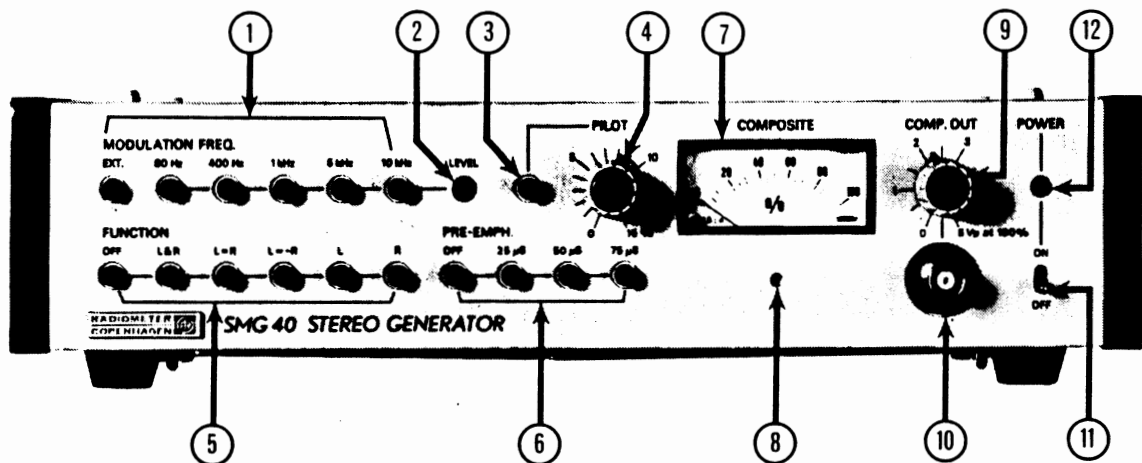 1 2 3 4 7 9 12
PILOT COMPOSITE COMP. OUT POWER
MODULATION FREQ.
EXT. 80 Hz 400 Hz 1 kHz 5 kHz 10 kHz LEVEL
10
20 40 60 80 100
%
2 3
0
0 5 Vp at 100%
FUNCTION PRE-EMPH.
OFF L&R L=R L=-R L R OFF 25 µS 50 µS 75 µS
ON
OFF
RADIOMETER
COPENHAGEN
SMG 40 STEREO GENERATOR
5 6 8 10 11